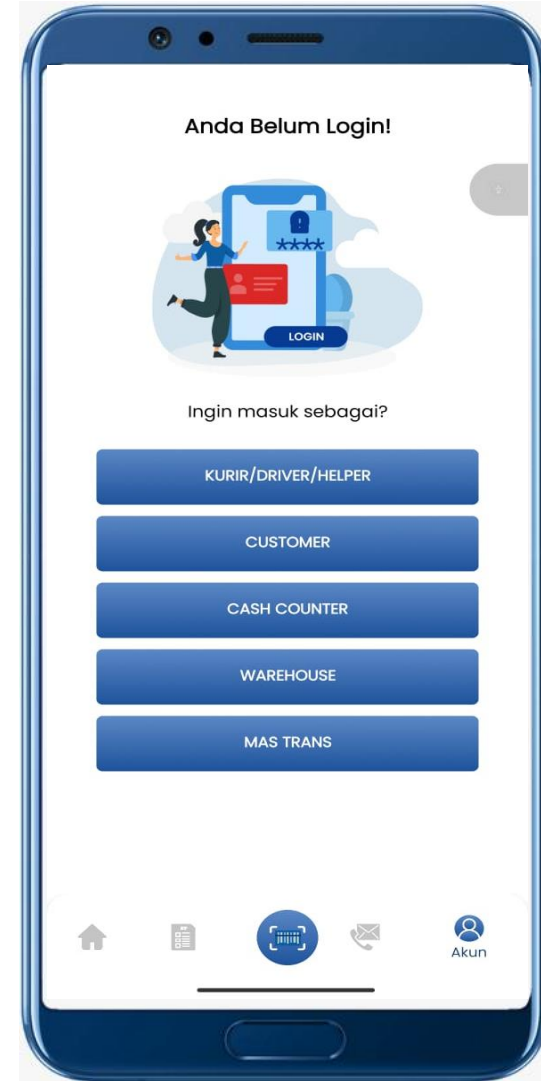 Anda Belum Login!
****
LOGIN
Ingin masuk sebagai?
KURIR/DRIVER/HELPER
CUSTOMER
CASH COUNTER
WAREHOUSE
MAS TRANS
Akun